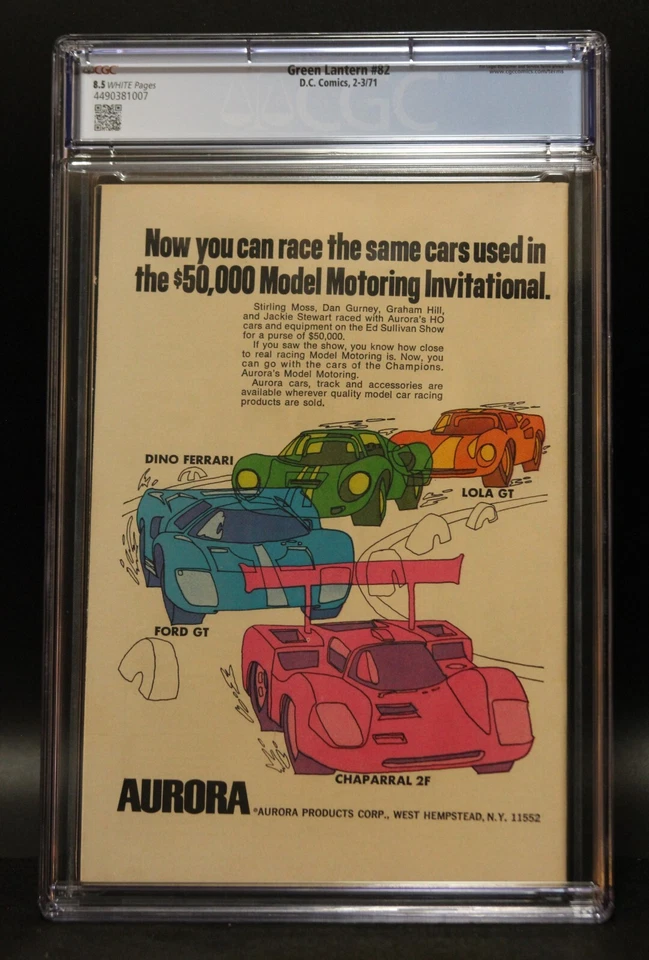 CGC
Green Lantern #82
8.5 WHITE Pages
D.C. Comics, 2-3/71
4490381007
CGC
Now you can race the same cars used in
the $50,000 Model Motoring Invitational.
Stirling Moss, Dan Gurney, Graham Hill,
and Jackie Stewart raced with Aurora's HO
cars and equipment on the Ed Sullivan Show
for a purse of $50,000.
If you saw the show, you know how close
to real racing Model Motoring is. Now, you
can go with the cars of the Champions.
Aurora's Model Motoring.
Aurora cars, track and accessories are
available wherever quality model car racing
products are sold.
DINO FERRARI
LOLA GT
FORD GT
CHAPARRAL 2F
AURORA
®AURORA PRODUCTS CORP., WEST HEMPSTEAD, N.Y. 11552